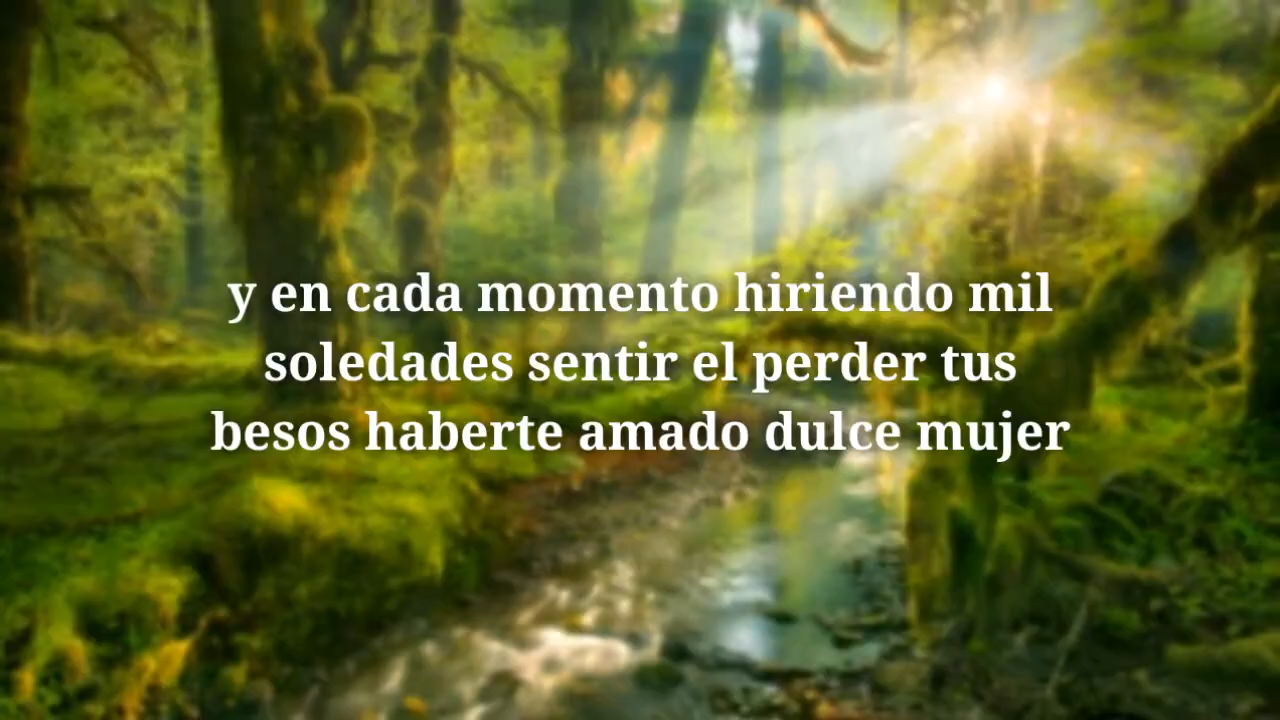 y en cada momento hiriendo mil
soledades sentir el perder tus
besos haberte amado dulce mujer